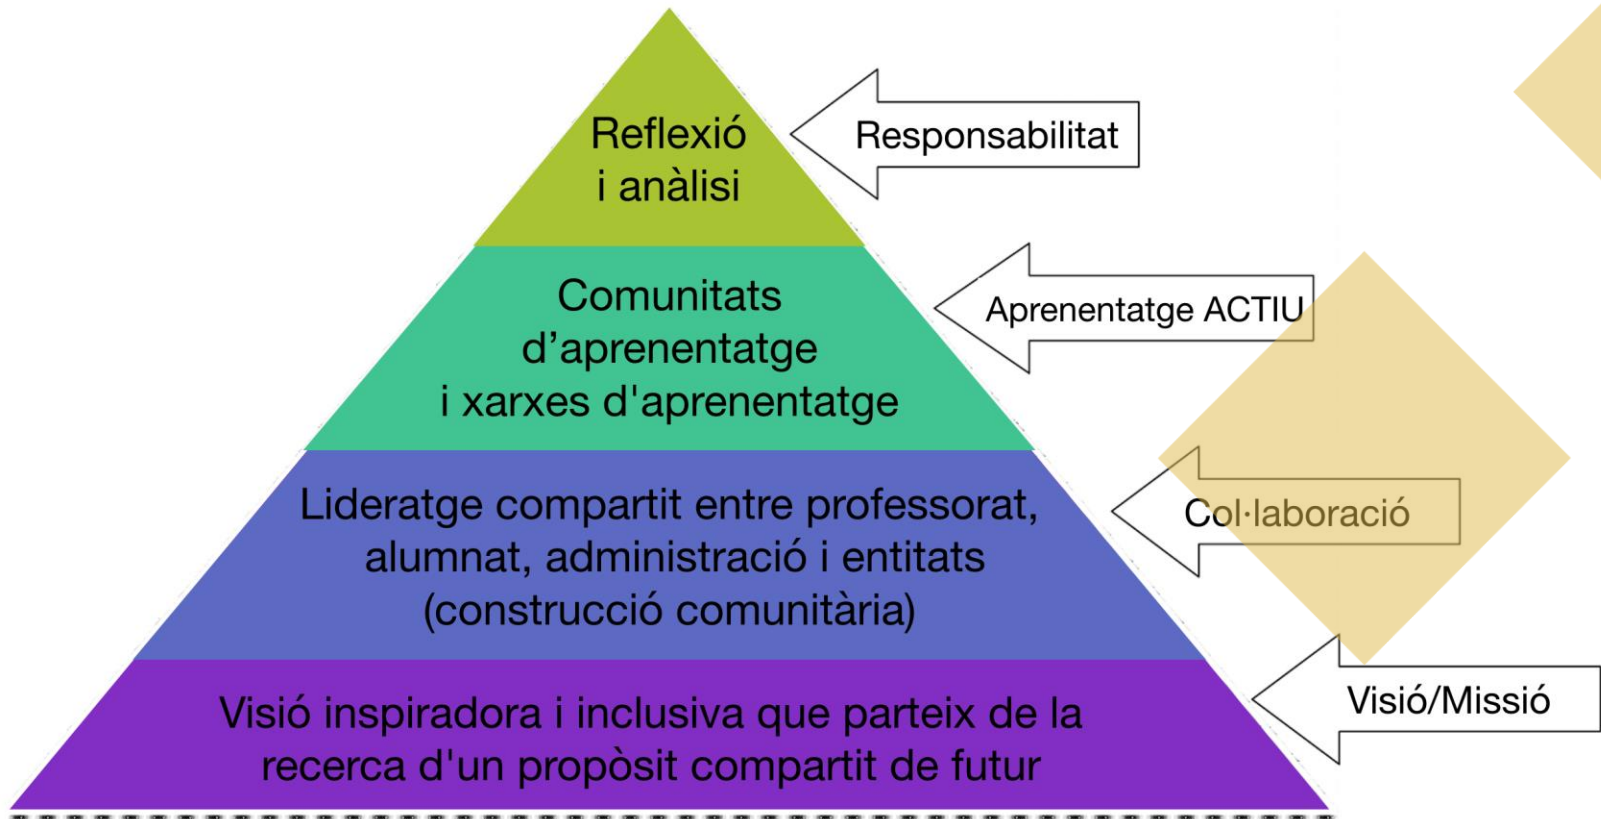 Reflexió
i anàlisi
Responsabilitat
Comunitats
d’aprenentatge
i xarxes d'aprenentatge
Aprenentatge ACTIU
Lideratge compartit entre professorat,
alumnat, administració i entitats
(construcció comunitària)
Col·laboració
Visió inspiradora i inclusiva que parteix de la
recerca d'un propòsit compartit de futur
Visió/Missió